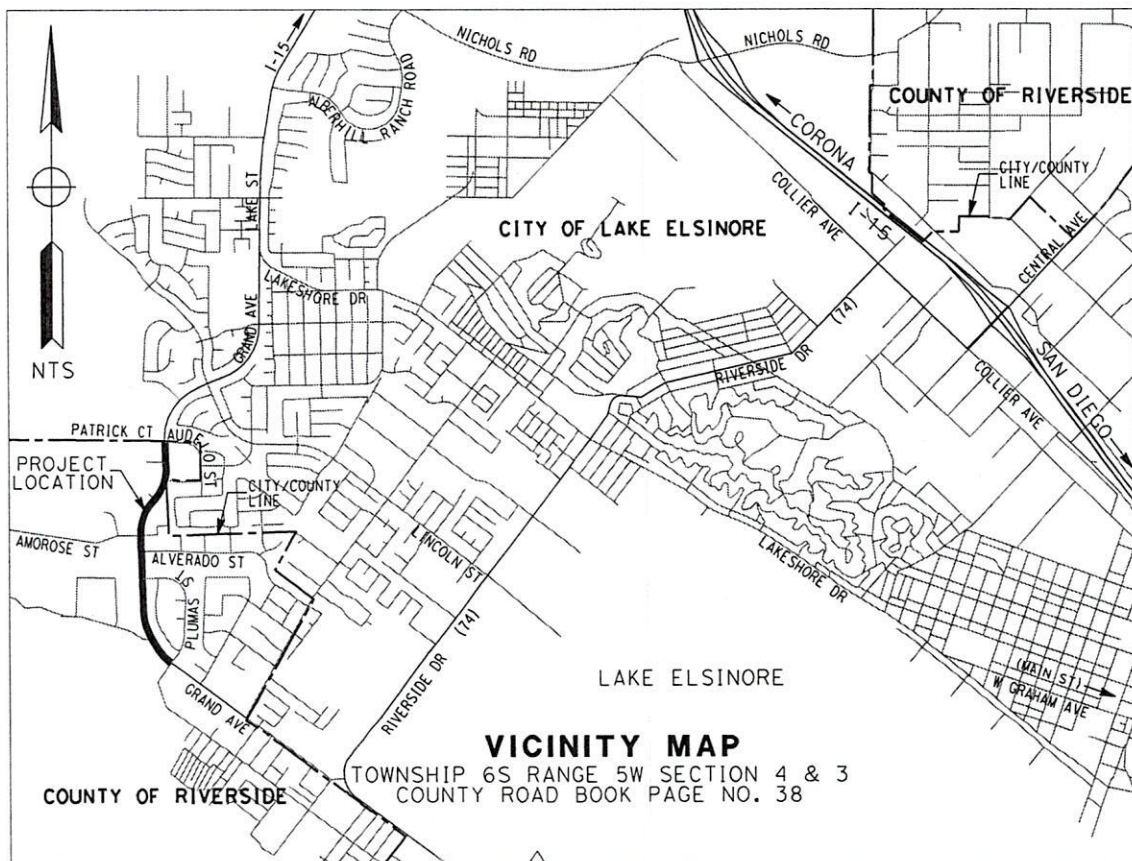 NICHOLS RD
NICHOLS RD
I-15
ALBERHILL RANCH ROAD
COUNTY OF RIVERSIDE
CORONA
CITY/COUNTY
LINE
COLLIER AVE
I-15
LAKE ST
CITY OF LAKE ELSINORE
CENTRAL AVE
LAKESHORE DR
(74)
GRAND AVE
NTS
RIVERSIDE DR
SAN DIEGO
COLLIER AVE
PATRICK CT
AUDELO ST
PROJECT
LOCATION
CITY/COUNTY
LINE
AMOROSE ST
ALVERADO ST
LINCOLN ST
LAKESHORE DR
PLUMAS ST
(74)
RIVERSIDE DR
LAKE ELSINORE
(MAIN ST)
W GRAHAM AVE
GRAND AVE
VICINITY MAP
TOWNSHIP 6S RANGE 5W SECTION 4 & 3
COUNTY ROAD BOOK PAGE NO. 38
COUNTY OF RIVERSIDE